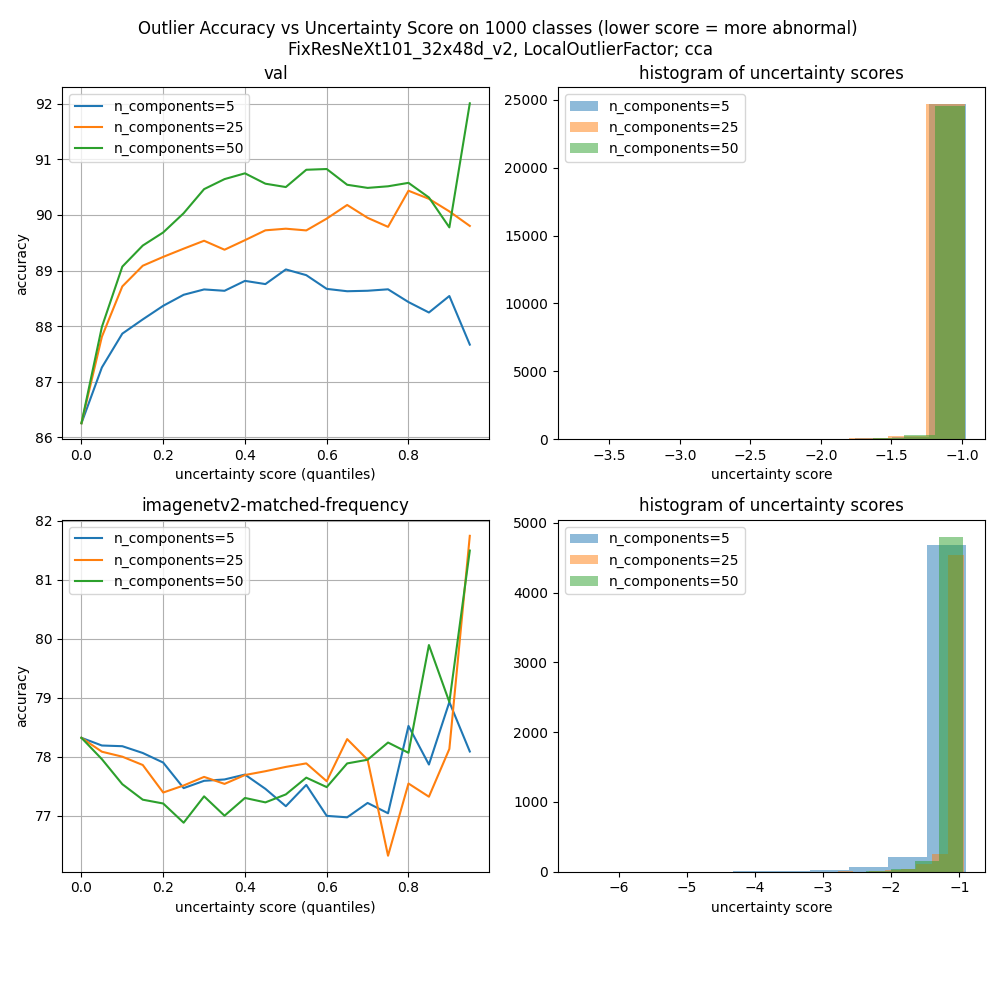 Outlier Accuracy vs Uncertainty Score on 1000 classes (lower score = more abnormal)
FixResNeXt101_32x48d_v2, LocalOutlierFactor; cca
val
n_components=5
n_components=25
n_components=50
92
91
90
89
88
87
86
accuracy
0.0
0.2
0.4
0.6
0.8
uncertainty score (quantiles)
histogram of uncertainty scores
n_components=5
n_components=25
n_components=50
25000
20000
15000
10000
5000
0
−3.5
−3.0
−2.5
−2.0
−1.5
−1.0
uncertainty score
imagenetv2-matched-frequency
n_components=5
n_components=25
n_components=50
82
81
80
79
78
77
accuracy
0.0
0.2
0.4
0.6
0.8
uncertainty score (quantiles)
histogram of uncertainty scores
n_components=5
n_components=25
n_components=50
5000
4000
3000
2000
1000
0
−6
−5
−4
−3
−2
−1
uncertainty score